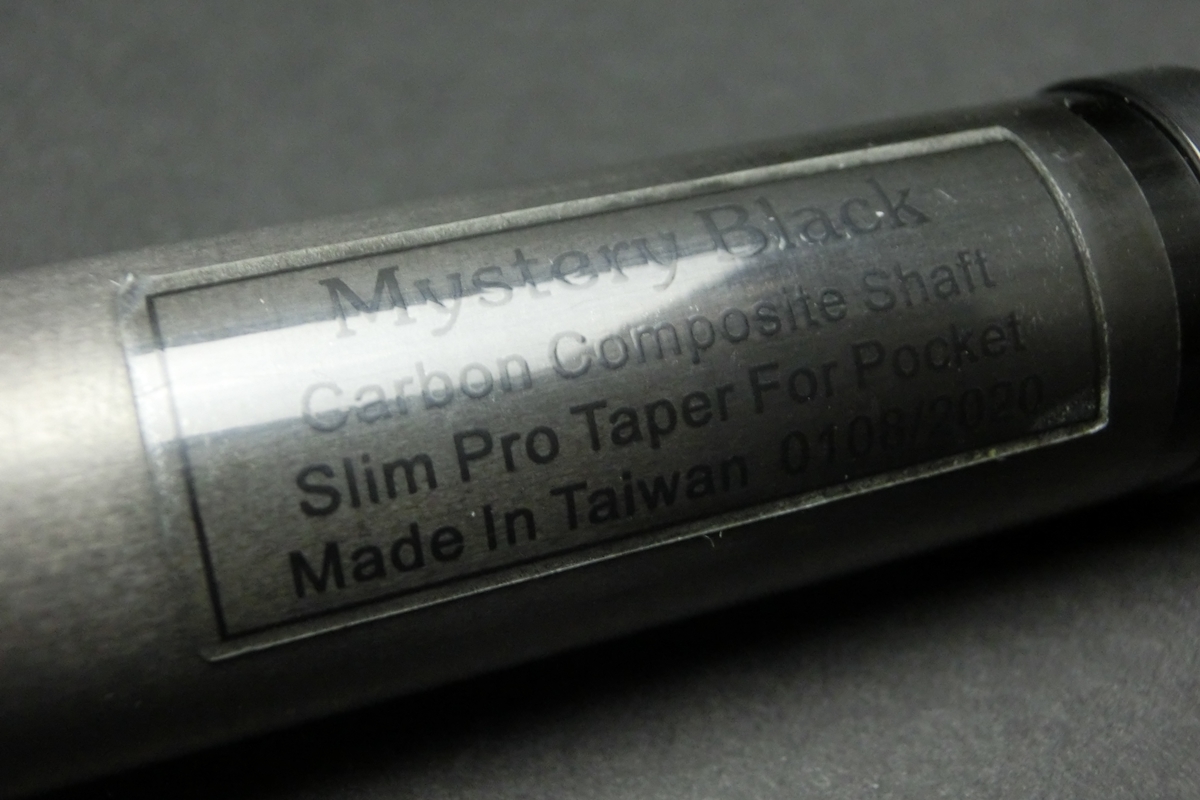 Mystery Black
Carbon Composite Shaft
Slim Pro Taper For Pocket
Made In Taiwan 0108/2020